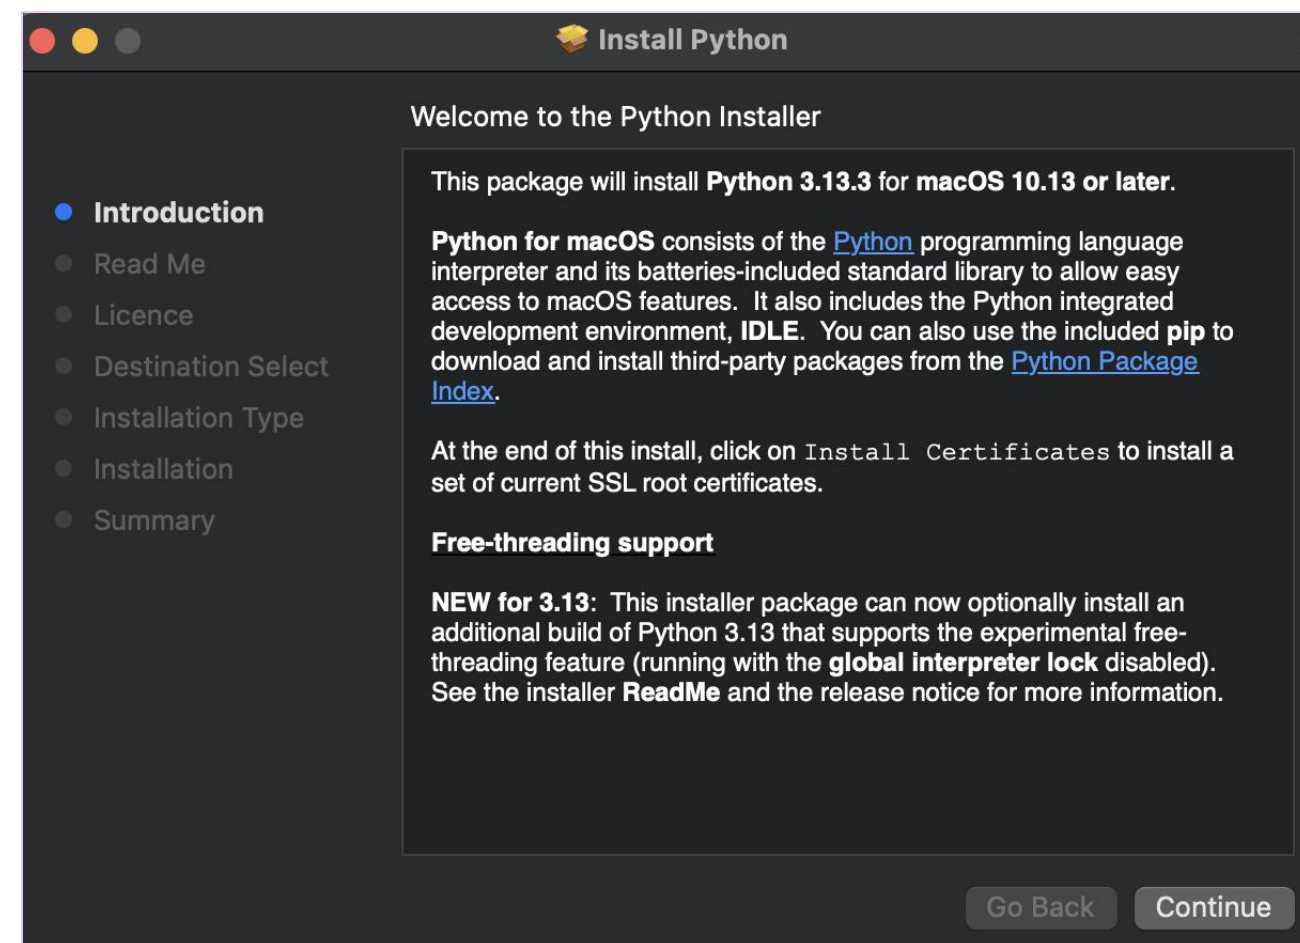 Install Python
Welcome to the Python Installer
Introduction
Read Me
Licence
Destination Select
Installation Type
Installation
Summary
This package will install Python 3.13.3 for macOS 10.13 or later.
Python for macOS consists of the Python programming language
interpreter and its batteries-included standard library to allow easy
access to macOS features.  It also includes the Python integrated
development environment, IDLE.  You can also use the included pip to
download and install third-party packages from the Python Package
Index.
At the end of this install, click on Install Certificates to install a
set of current SSL root certificates.
Free-threading support
NEW for 3.13:  This installer package can now optionally install an
additional build of Python 3.13 that supports the experimental free-
threading feature (running with the global interpreter lock disabled).
See the installer ReadMe and the release notice for more information.
Go Back
Continue